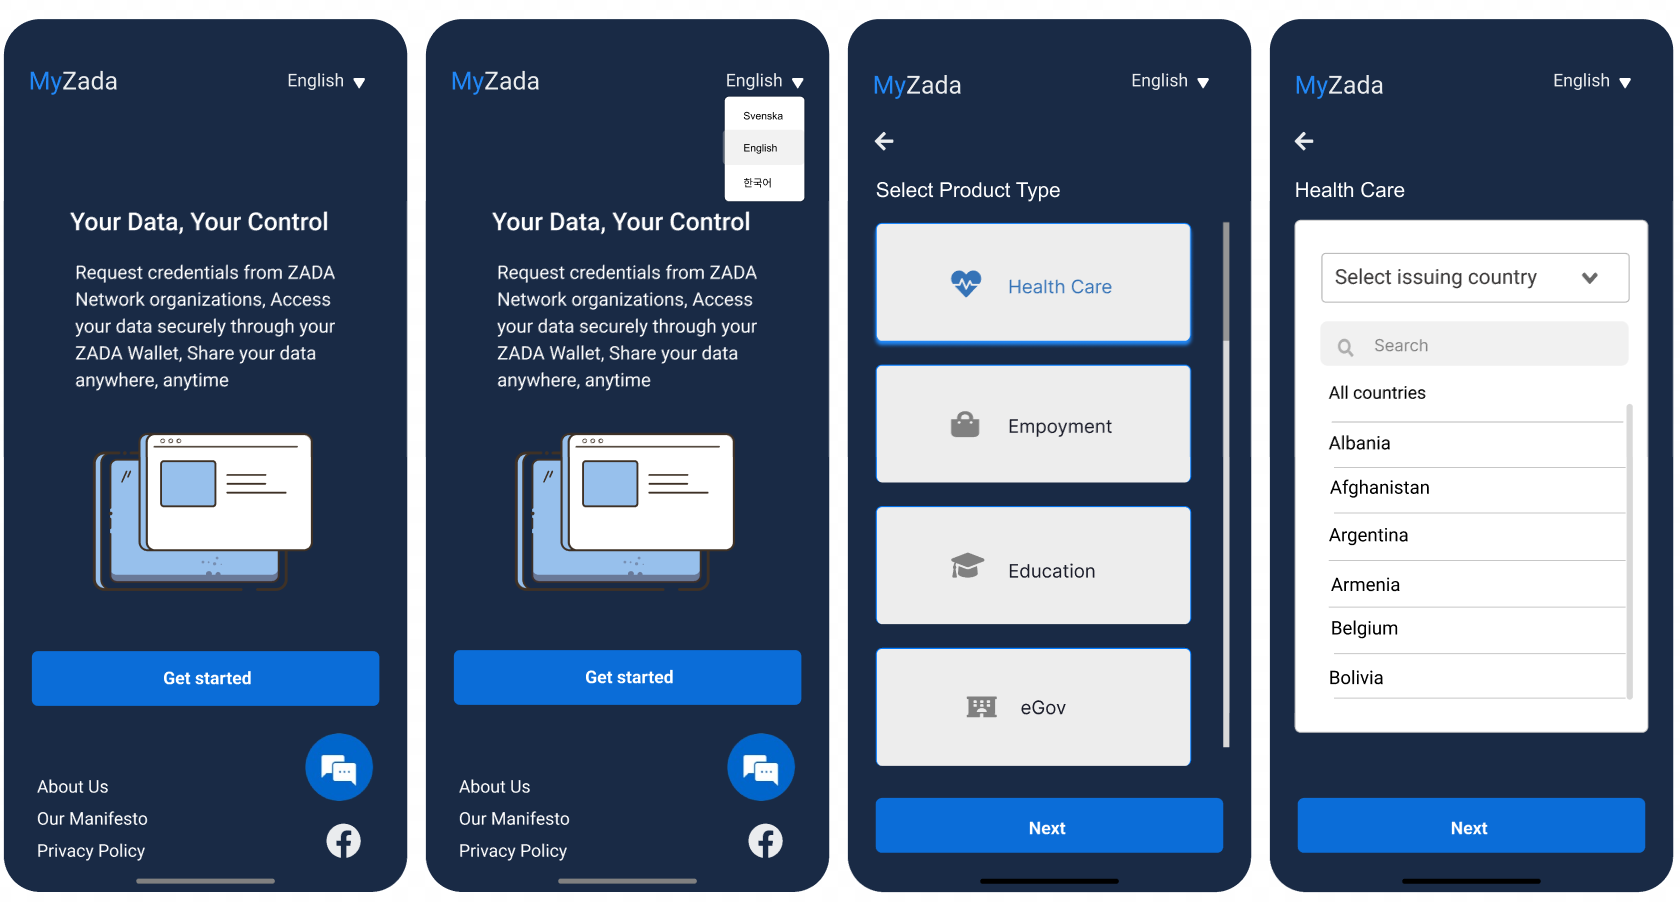 MyZada
English
Your Data, Your Control
Request credentials from ZADA
Network organizations, Access
your data securely through your
ZADA Wallet, Share your data
anywhere, anytime
Get started
About Us
Our Manifesto
Privacy Policy
MyZada
English
Svenska
English
한국어
Your Data, Your Control
Request credentials from ZADA
Network organizations, Access
your data securely through your
ZADA Wallet, Share your data
anywhere, anytime
Get started
About Us
Our Manifesto
Privacy Policy
MyZada
English
Select Product Type
Health Care
Empoyment
Education
eGov
Next
MyZada
English
Health Care
Select issuing country
Search
All countries
Albania
Afghanistan
Argentina
Armenia
Belgium
Bolivia
Next